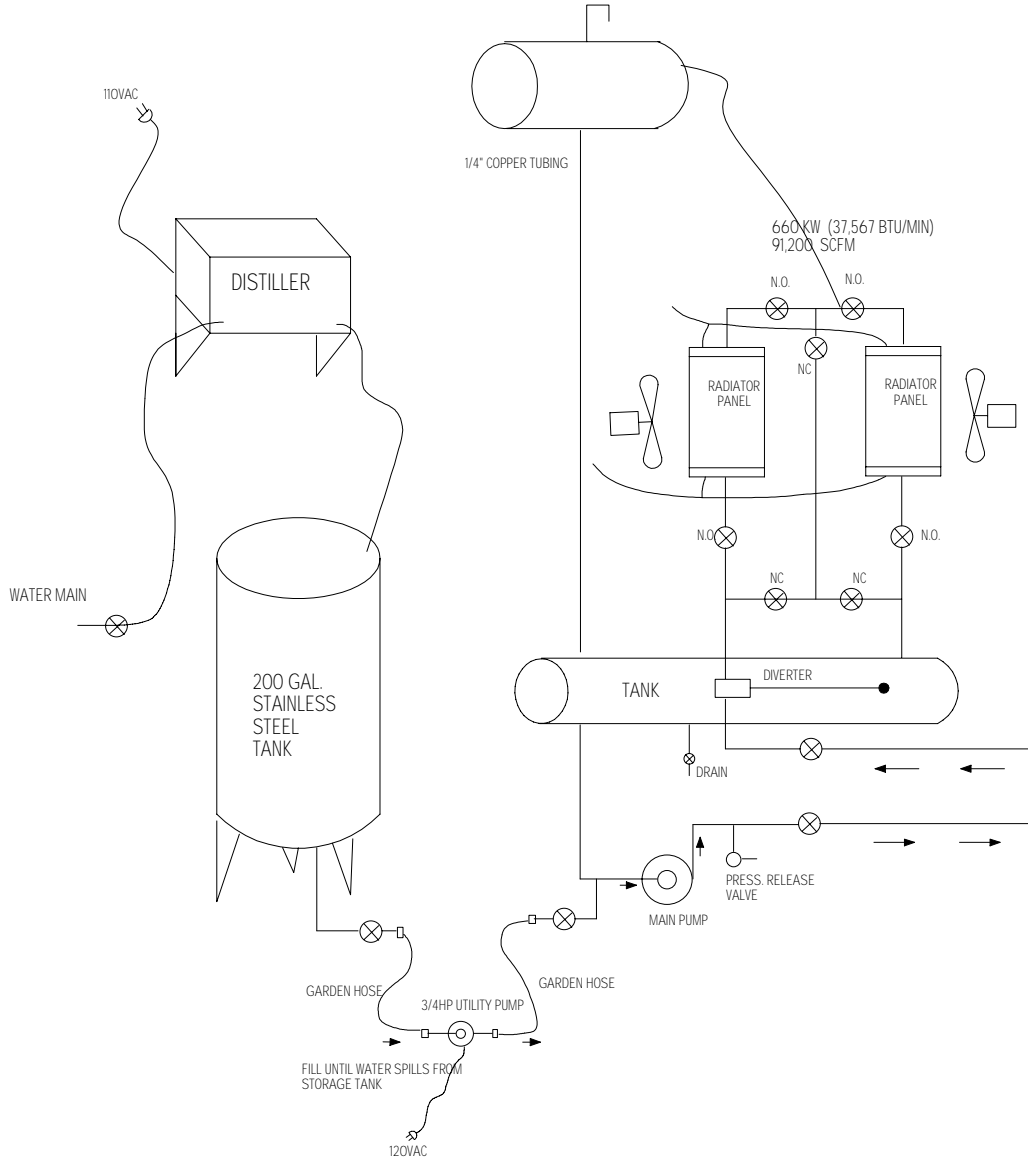 110VAC
1/4" COPPER TUBING
660 KW (37,567 BTU/MIN)
91,200 SCFM
N.O.
N.O.
DISTILLER
NC
RADIATOR
PANEL
RADIATOR
PANEL
N.O.
N.O.
NC
NC
WATER MAIN
200 GAL.
STAINLESS
STEEL
TANK
TANK
DIVERTER
DRAIN
PRESS. RELEASE
VALVE
MAIN PUMP
GARDEN HOSE
GARDEN HOSE
3/4HP UTILITY PUMP
FILL UNTIL WATER SPILLS FROM
STORAGE TANK
120VAC